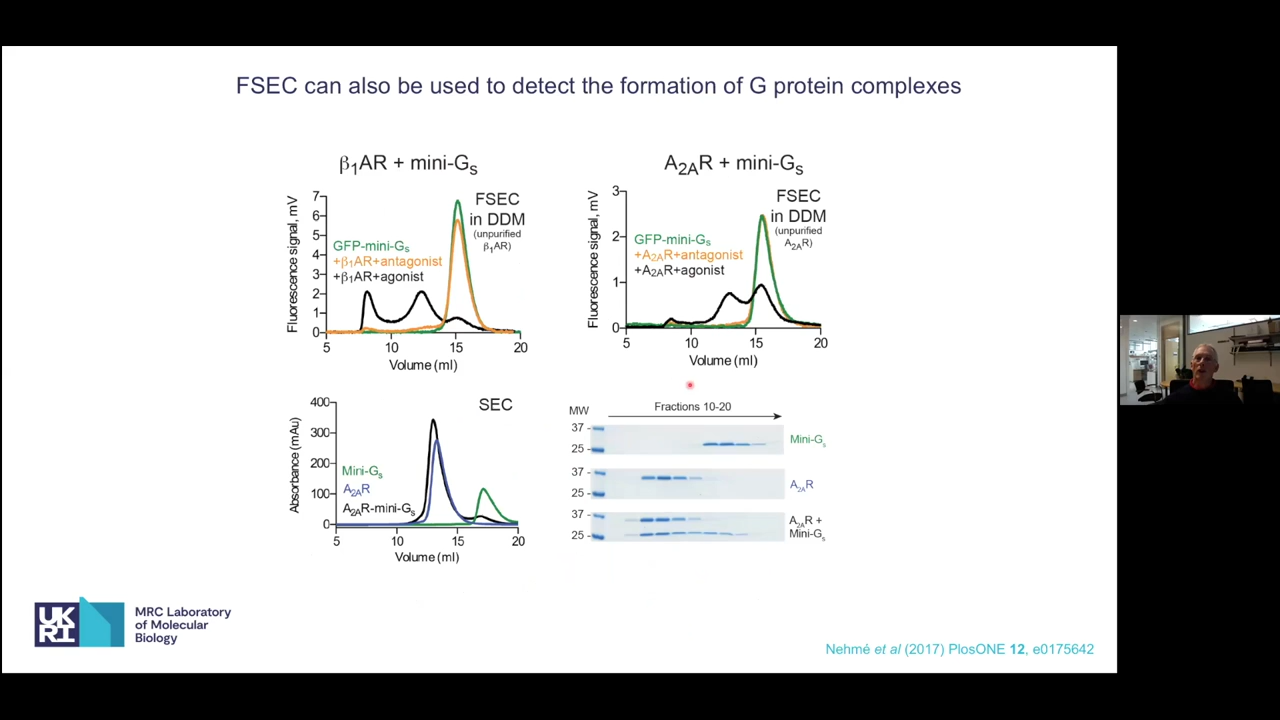 FSEC can also be used to detect the formation of G protein complexes
β1AR + mini-Gs
7
6
5
4
3
2
1
0
Fluorescence signal, mV
FSEC
in DDM
(unpurified
β1AR)
GFP-mini-Gs
+β1AR+antagonist
+β1AR+agonist
5
10
15
20
Volume (ml)
A2AR + mini-Gs
3
2
1
0
Fluorescence signal, mV
FSEC
in DDM
(unpurified
A2AR)
GFP-mini-Gs
+A2AR+antagonist
+A2AR+agonist
5
10
15
20
Volume (ml)
400
300
200
100
0
Absorbance (mAu)
SEC
Mini-Gs
A2AR
A2AR-mini-Gs
5
10
15
20
Volume (ml)
MW
Fractions 10-20
37
25
Mini-Gs
37
25
A2AR
37
25
A2AR +
Mini-Gs
UK
RI
MRC Laboratory
of Molecular
Biology
Nehmé et al (2017) PlosONE 12, e0175642